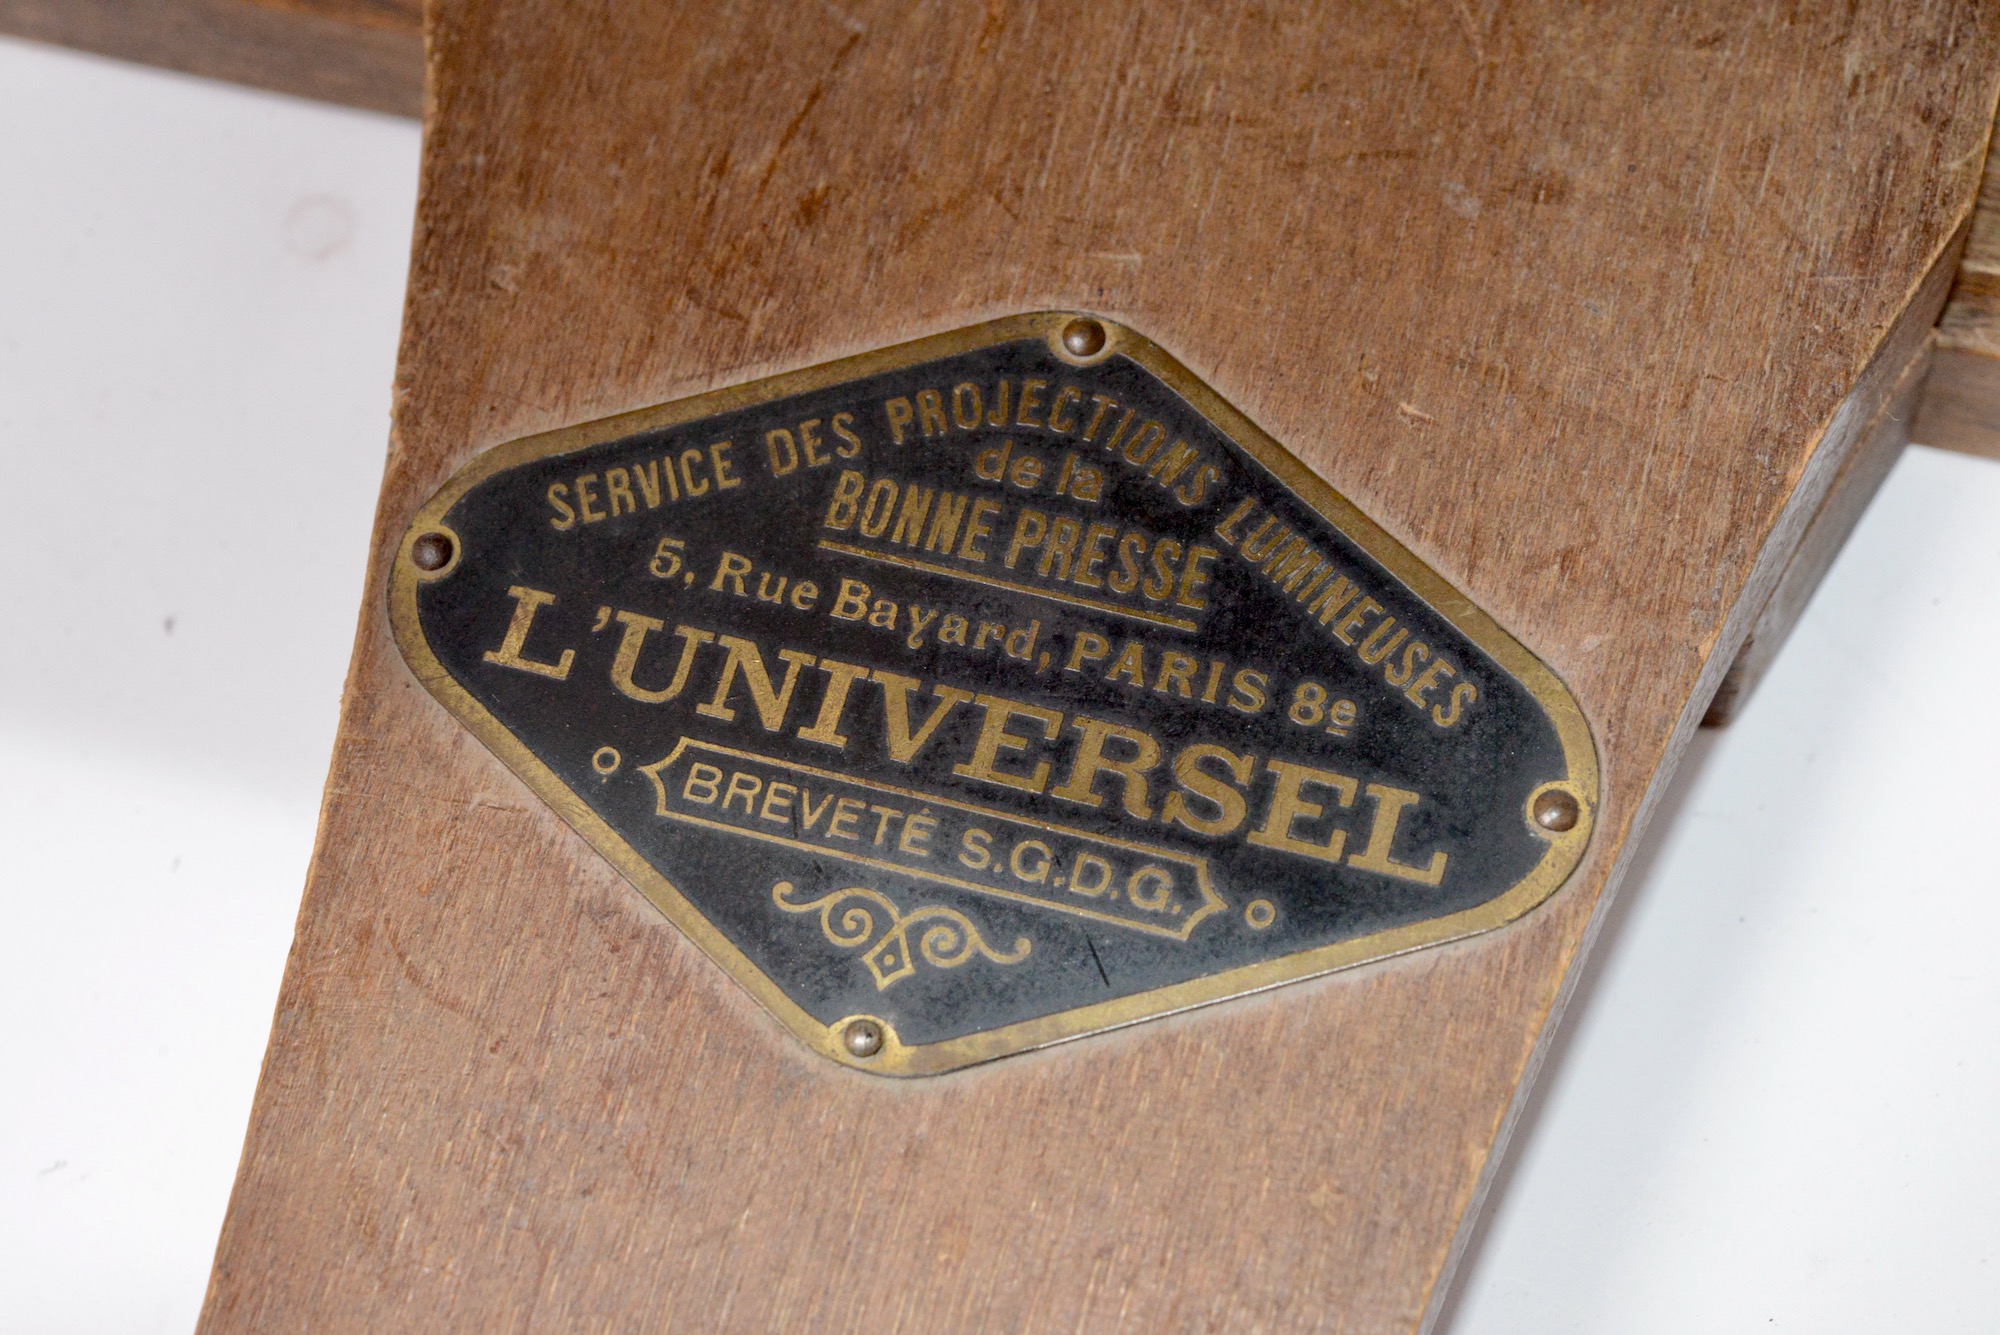 SERVICE DES PROJECTIONS LUMINEUSES
de la
BONNE PRESSE
5, Rue Bayard, PARIS 8e
L'UNIVERSEL
BREVETÉ S.G.D.G.